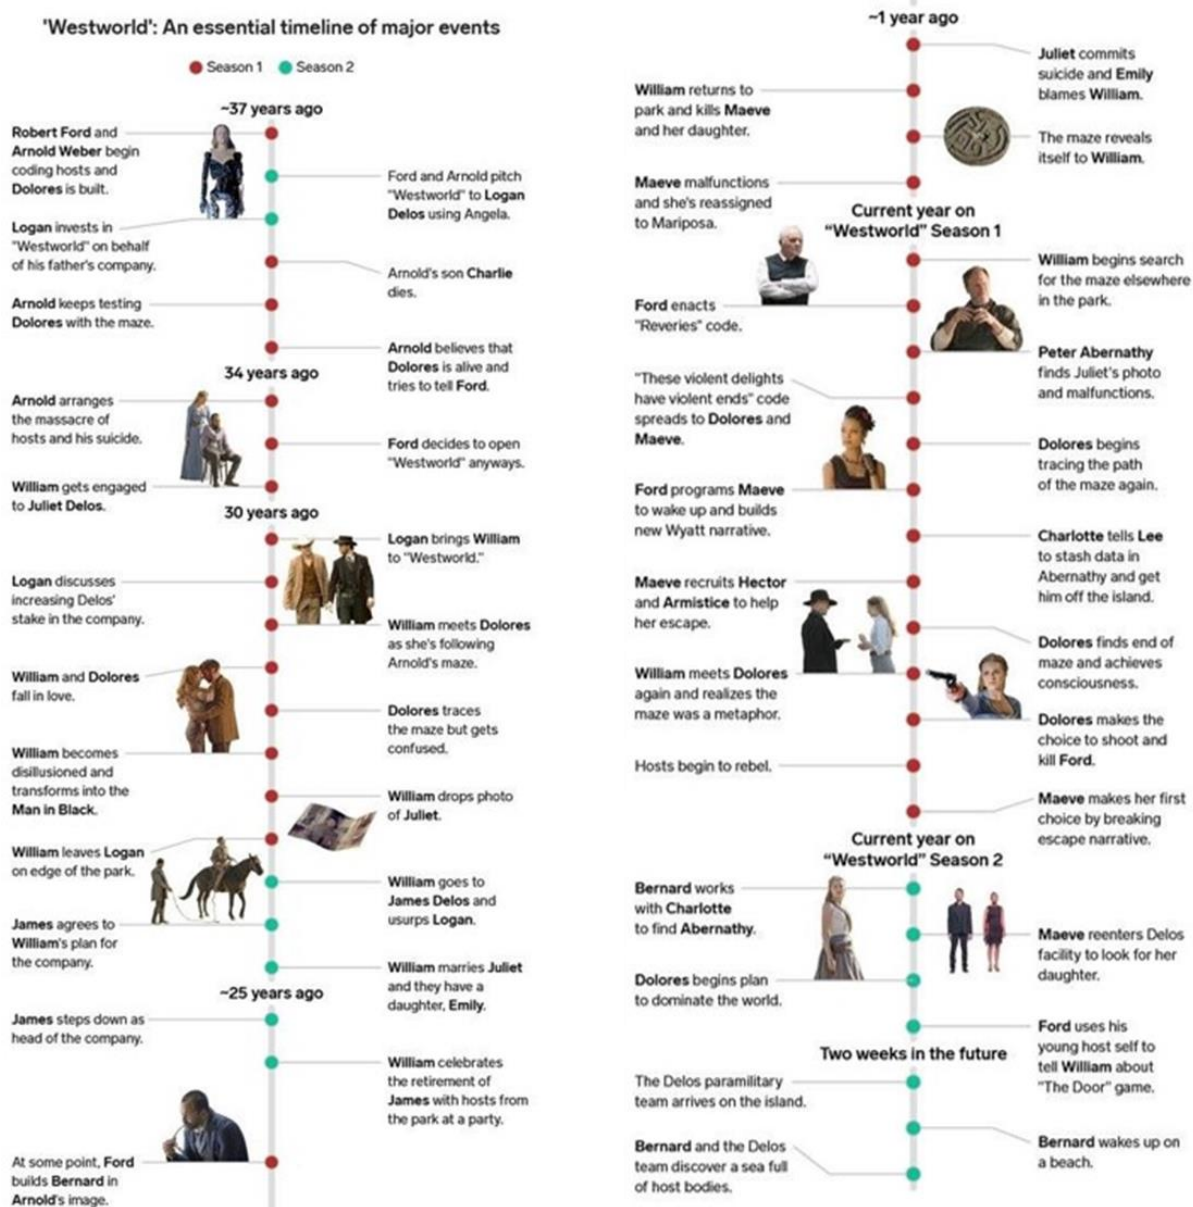 'Westworld': An essential timeline of major events
Season 1
Season 2
~37 years ago
Robert Ford and
Arnold Weber begin
coding hosts and
Dolores is built.
Ford and Arnold pitch
"Westworld" to Logan
Delos using Angela.
Logan invests in
"Westworld" on behalf
of his father's company.
Arnold's son Charlie
dies.
Arnold keeps testing
Dolores with the maze.
Arnold believes that
Dolores is alive and
tries to tell Ford.
34 years ago
Arnold arranges
the massacre of
hosts and his suicide.
Ford decides to open
"Westworld" anyways.
William gets engaged
to Juliet Delos.
30 years ago
Logan brings William
to "Westworld."
Logan discusses
increasing Delos'
stake in the company.
William meets Dolores
as she's following
Arnold's maze.
William and Dolores
fall in love.
Dolores traces
the maze but gets
confused.
William becomes
disillusioned and
transforms into the
Man in Black.
William drops photo
of Juliet.
William leaves Logan
on edge of the park.
William goes to
James Delos and
usurps Logan.
James agrees to
William's plan for
the company.
William marries Juliet
and they have a
daughter, Emily.
~25 years ago
James steps down as
head of the company.
William celebrates
the retirement of
James with hosts from
the park at a party.
At some point, Ford
builds Bernard in
Arnold's image.
~1 year ago
Juliet commits
suicide and Emily
blames William.
William returns to
park and kills Maeve
and her daughter.
The maze reveals
itself to William.
Maeve malfunctions
and she's reassigned
to Mariposa.
Current year on
“Westworld” Season 1
William begins search
for the maze elsewhere
in the park.
Ford enacts
"Reveries" code.
Peter Abernathy
finds Juliet's photo
and malfunctions.
"These violent delights
have violent ends" code
spreads to Dolores and
Maeve.
Dolores begins
tracing the path
of the maze again.
Ford programs Maeve
to wake up and builds
new Wyatt narrative.
Charlotte tells Lee
to stash data in
Abernathy and get
him off the island.
Maeve recruits Hector
and Armistice to help
her escape.
Dolores finds end of
maze and achieves
consciousness.
William meets Dolores
again and realizes the
maze was a metaphor.
Dolores makes the
choice to shoot and
kill Ford.
Hosts begin to rebel.
Maeve makes her first
choice by breaking
escape narrative.
Current year on
“Westworld” Season 2
Bernard works
with Charlotte
to find Abernathy.
Maeve reenters Delos
facility to look for her
daughter.
Dolores begins plan
to dominate the world.
Ford uses his
young host self to
tell William about
"The Door" game.
Two weeks in the future
The Delos paramilitary
team arrives on the island.
Bernard wakes up on
a beach.
Bernard and the Delos
team discover a sea full
of host bodies.